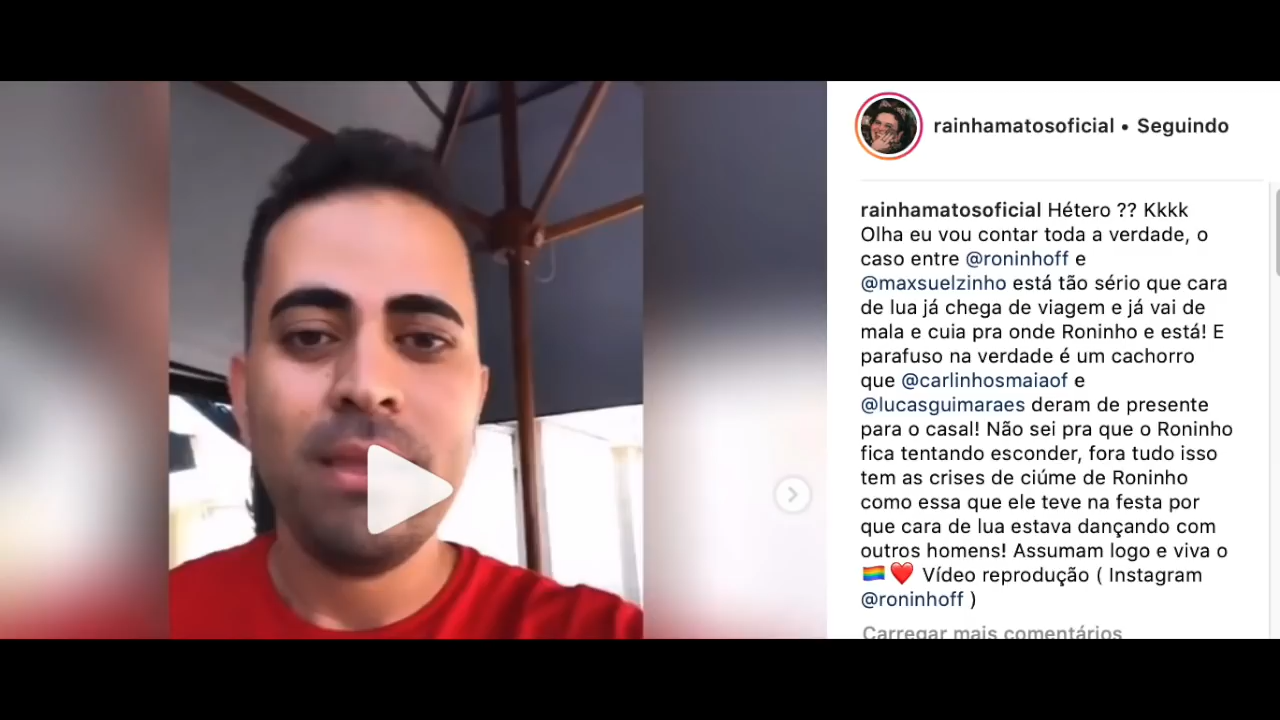 rainhamatosoficial • Seguindo
rainhamatosoficial Hétero ?? Kkkk
Olha eu vou contar toda a verdade, o
caso entre @roninhoff e
@maxsuelzinho está tão sério que cara
de lua já chega de viagem e já vai de
mala e cuia pra onde Roninho e está! E
parafuso na verdade é um cachorro
que @carlinhosmaiaof e
@lucasguimaraes deram de presente
para o casal! Não sei pra que o Roninho
fica tentando esconder, fora tudo isso
tem as crises de ciúme de Roninho
como essa que ele teve na festa por
que cara de lua estava dançando com
outros homens! Assumam logo e viva o
🏳️‍🌈❤️ Vídeo reprodução ( Instagram
@roninhoff )
Carregar mais comentários